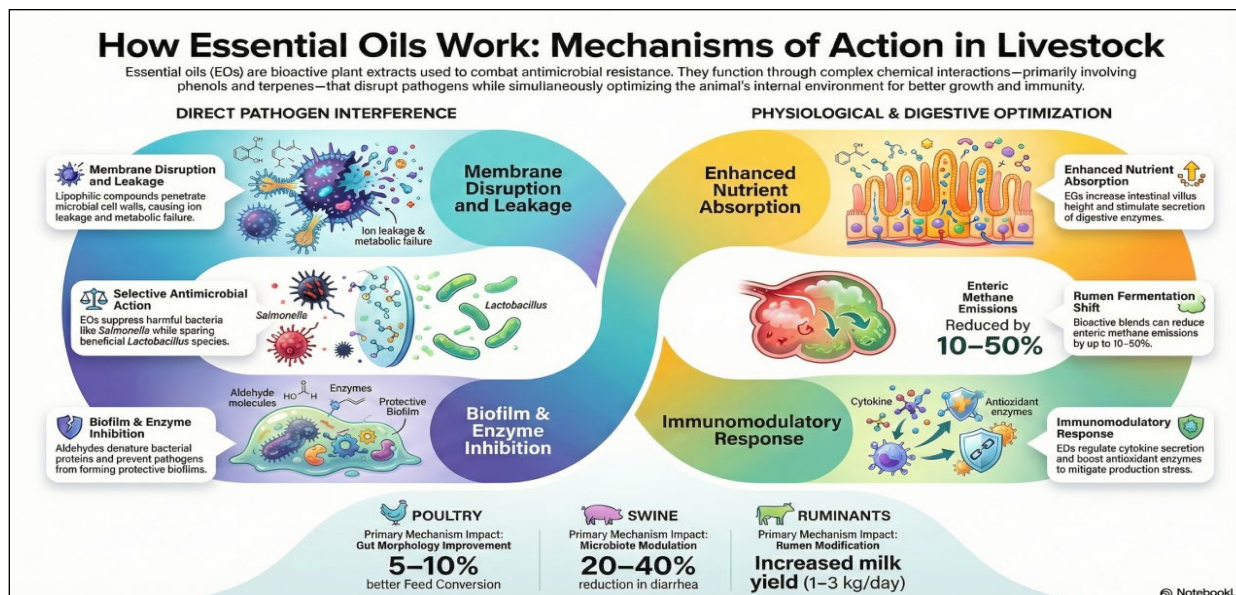 How Essential Oils Work: Mechanisms of Action in Livestock
Essential oils (EOs) are bioactive plant extracts used to combat antimicrobial resistance. They function through complex chemical interactions—primarily involving
phenols and terpenes—that disrupt pathogens while simultaneously optimizing the animal's internal environment for better growth and immunity.
DIRECT PATHOGEN INTERFERENCE
Membrane Disruption
and Leakage
Lipophilic compounds penetrate
microbial cell walls, causing ion
leakage and metabolic failure.
Ion leakage &
metabolic failure
Membrane
Disruption
and Leakage
Selective Antimicrobial
Action
EOs suppress harmful bacteria
like Salmonella while sparing
beneficial Lactobacillus species.
Salmonella
Lactobacillus
Biofilm & Enzyme
Inhibition
Aldehydes denature bacterial
proteins and prevent pathogens
from forming protective biofilms.
Aldehyde
molecules
Enzymes
Protective
Biofilm
Biofilm &
Enzyme
Inhibition
PHYSIOLOGICAL & DIGESTIVE OPTIMIZATION
Enhanced
Nutrient
Absorption
Enhanced Nutrient
Absorption
EGs increase intestinal villus
height and stimulate secretion
of digestive enzymes.
Enteric
Methane
Emissions
Reduced by
10–50%
Rumen Fermentation
Shift
Bioactive blends can reduce
enteric methane emissions
by up to 10–50%.
Immunomodulatory
Response
Cytokine
Antioxidant
enzymes
Immunomodulatory
Response
EDs regulate cytokine secretion
and boost antioxidant enzymes
to mitigate production stress.
POULTRY
Primary Mechanism Impact:
Gut Morphology Improvement
5–10%
better Feed Conversion
SWINE
Primary Mechanism Impact:
Microbiote Modulation
20–40%
reduction in diarrhea
RUMINANTS
Primary Mechanism Impact:
Rumen Modification
Increased milk
yield (1–3 kg/day)